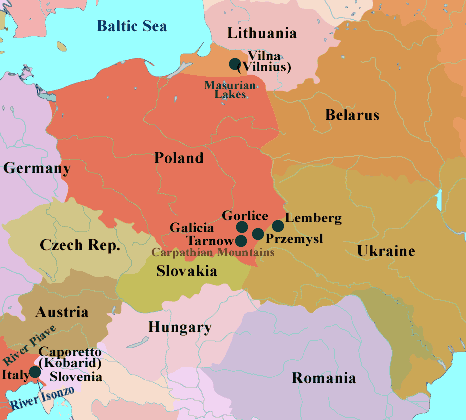 Baltic Sea
Lithuania
Vilna
(Vilnius)
Masurian
Lakes
Belarus
Poland
Germany
Gorlice
Lemberg
Galicia
Tarnow
Przemysl
Carpathian Mountains
Czech Rep.
Ukraine
Slovakia
Austria
Hungary
River Piave
Caporetto
(Kobarid)
Italy
Slovenia
Romania
River Isonzo